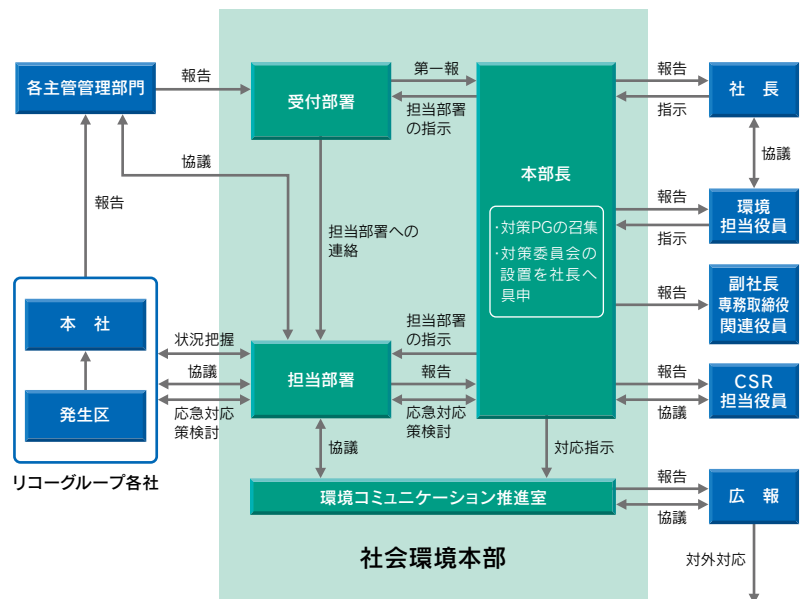 各主管管理部門
報告
受付部署
第一報
担当部署
の指示
報告
社 長
指示
協議
協議
報告
本部長
・対策PGの召集
・対策委員会の
設置を社長へ
具申
報告
環境
担当役員
指示
担当部署への
連絡
報告
副社長
専務取締役
関連役員
本 社
発生区
リコーグループ各社
状況把握
協議
応急対応
策検討
担当部署
担当部署
の指示
報告
応急対応
策検討
報告
CSR
担当役員
協議
協議
対応指示
環境コミュニケーション推進室
報告
広 報
協議
社会環境本部
対外対応